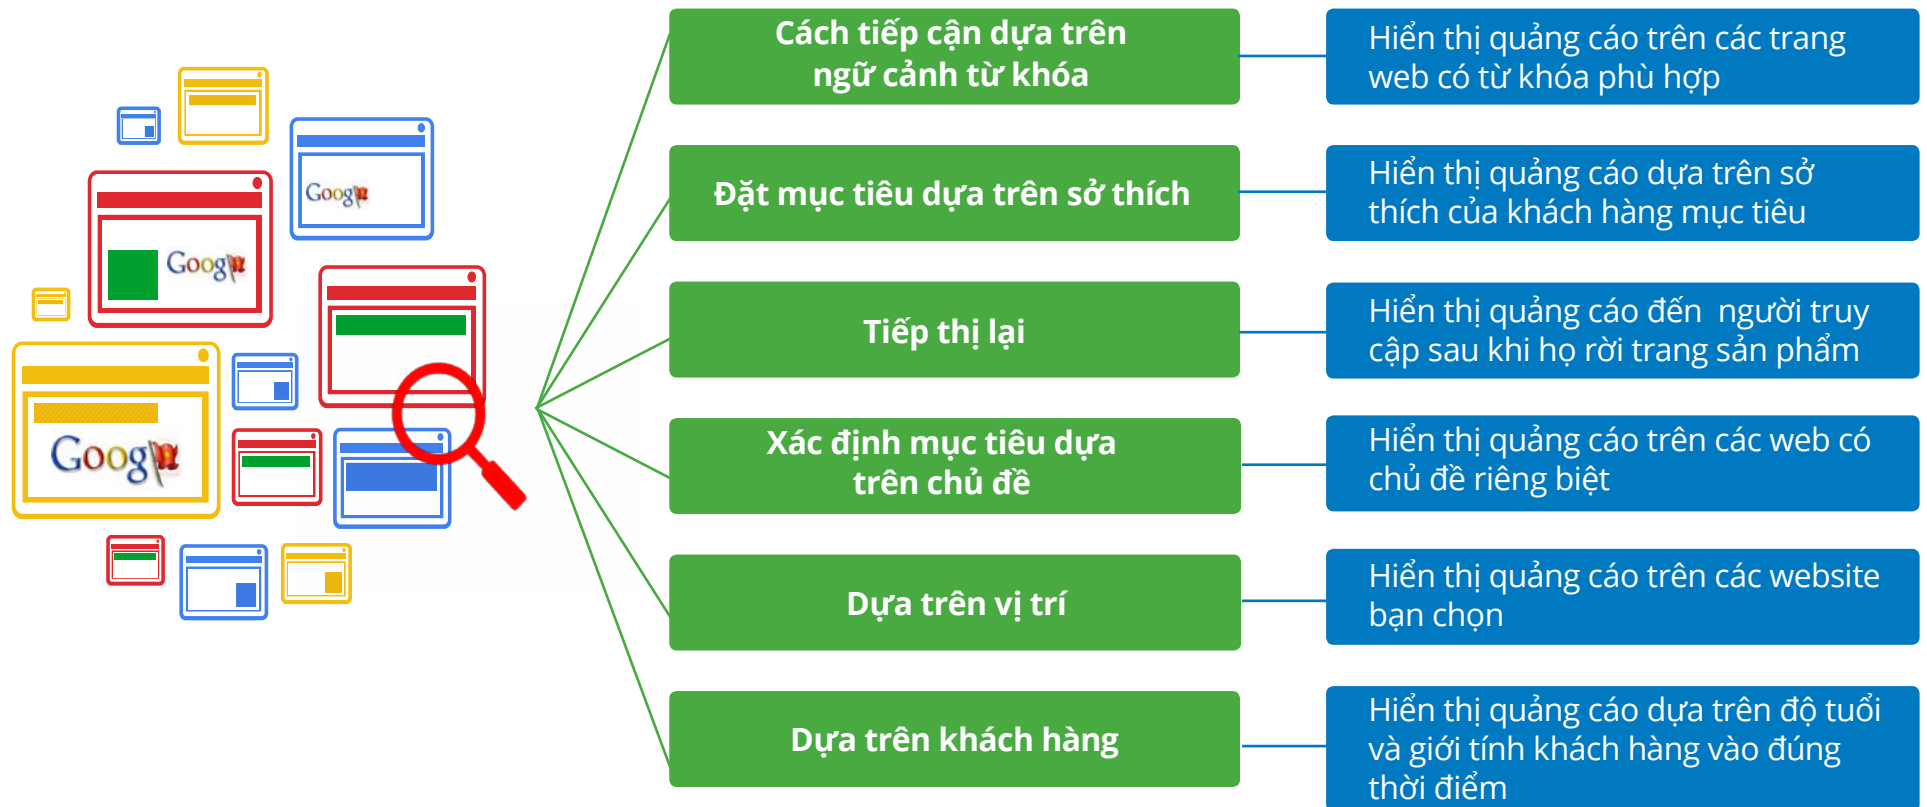 Cách tiếp cận dựa trên
ngữ cảnh từ khóa
Hiển thị quảng cáo trên các trang
web có từ khóa phù hợp
Đặt mục tiêu dựa trên sở thích
Hiển thị quảng cáo dựa trên sở
thích của khách hàng mục tiêu
Tiếp thị lại
Hiển thị quảng cáo đến  người truy
cập sau khi họ rời trang sản phẩm
Xác định mục tiêu dựa
trên chủ đề
Hiển thị quảng cáo trên các web có
chủ đề riêng biệt
Dựa trên vị trí
Hiển thị quảng cáo trên các website
bạn chọn
Dựa trên khách hàng
Hiển thị quảng cáo dựa trên độ tuổi
và giới tính khách hàng vào đúng
thời điểm
Goog
Goog
Goog